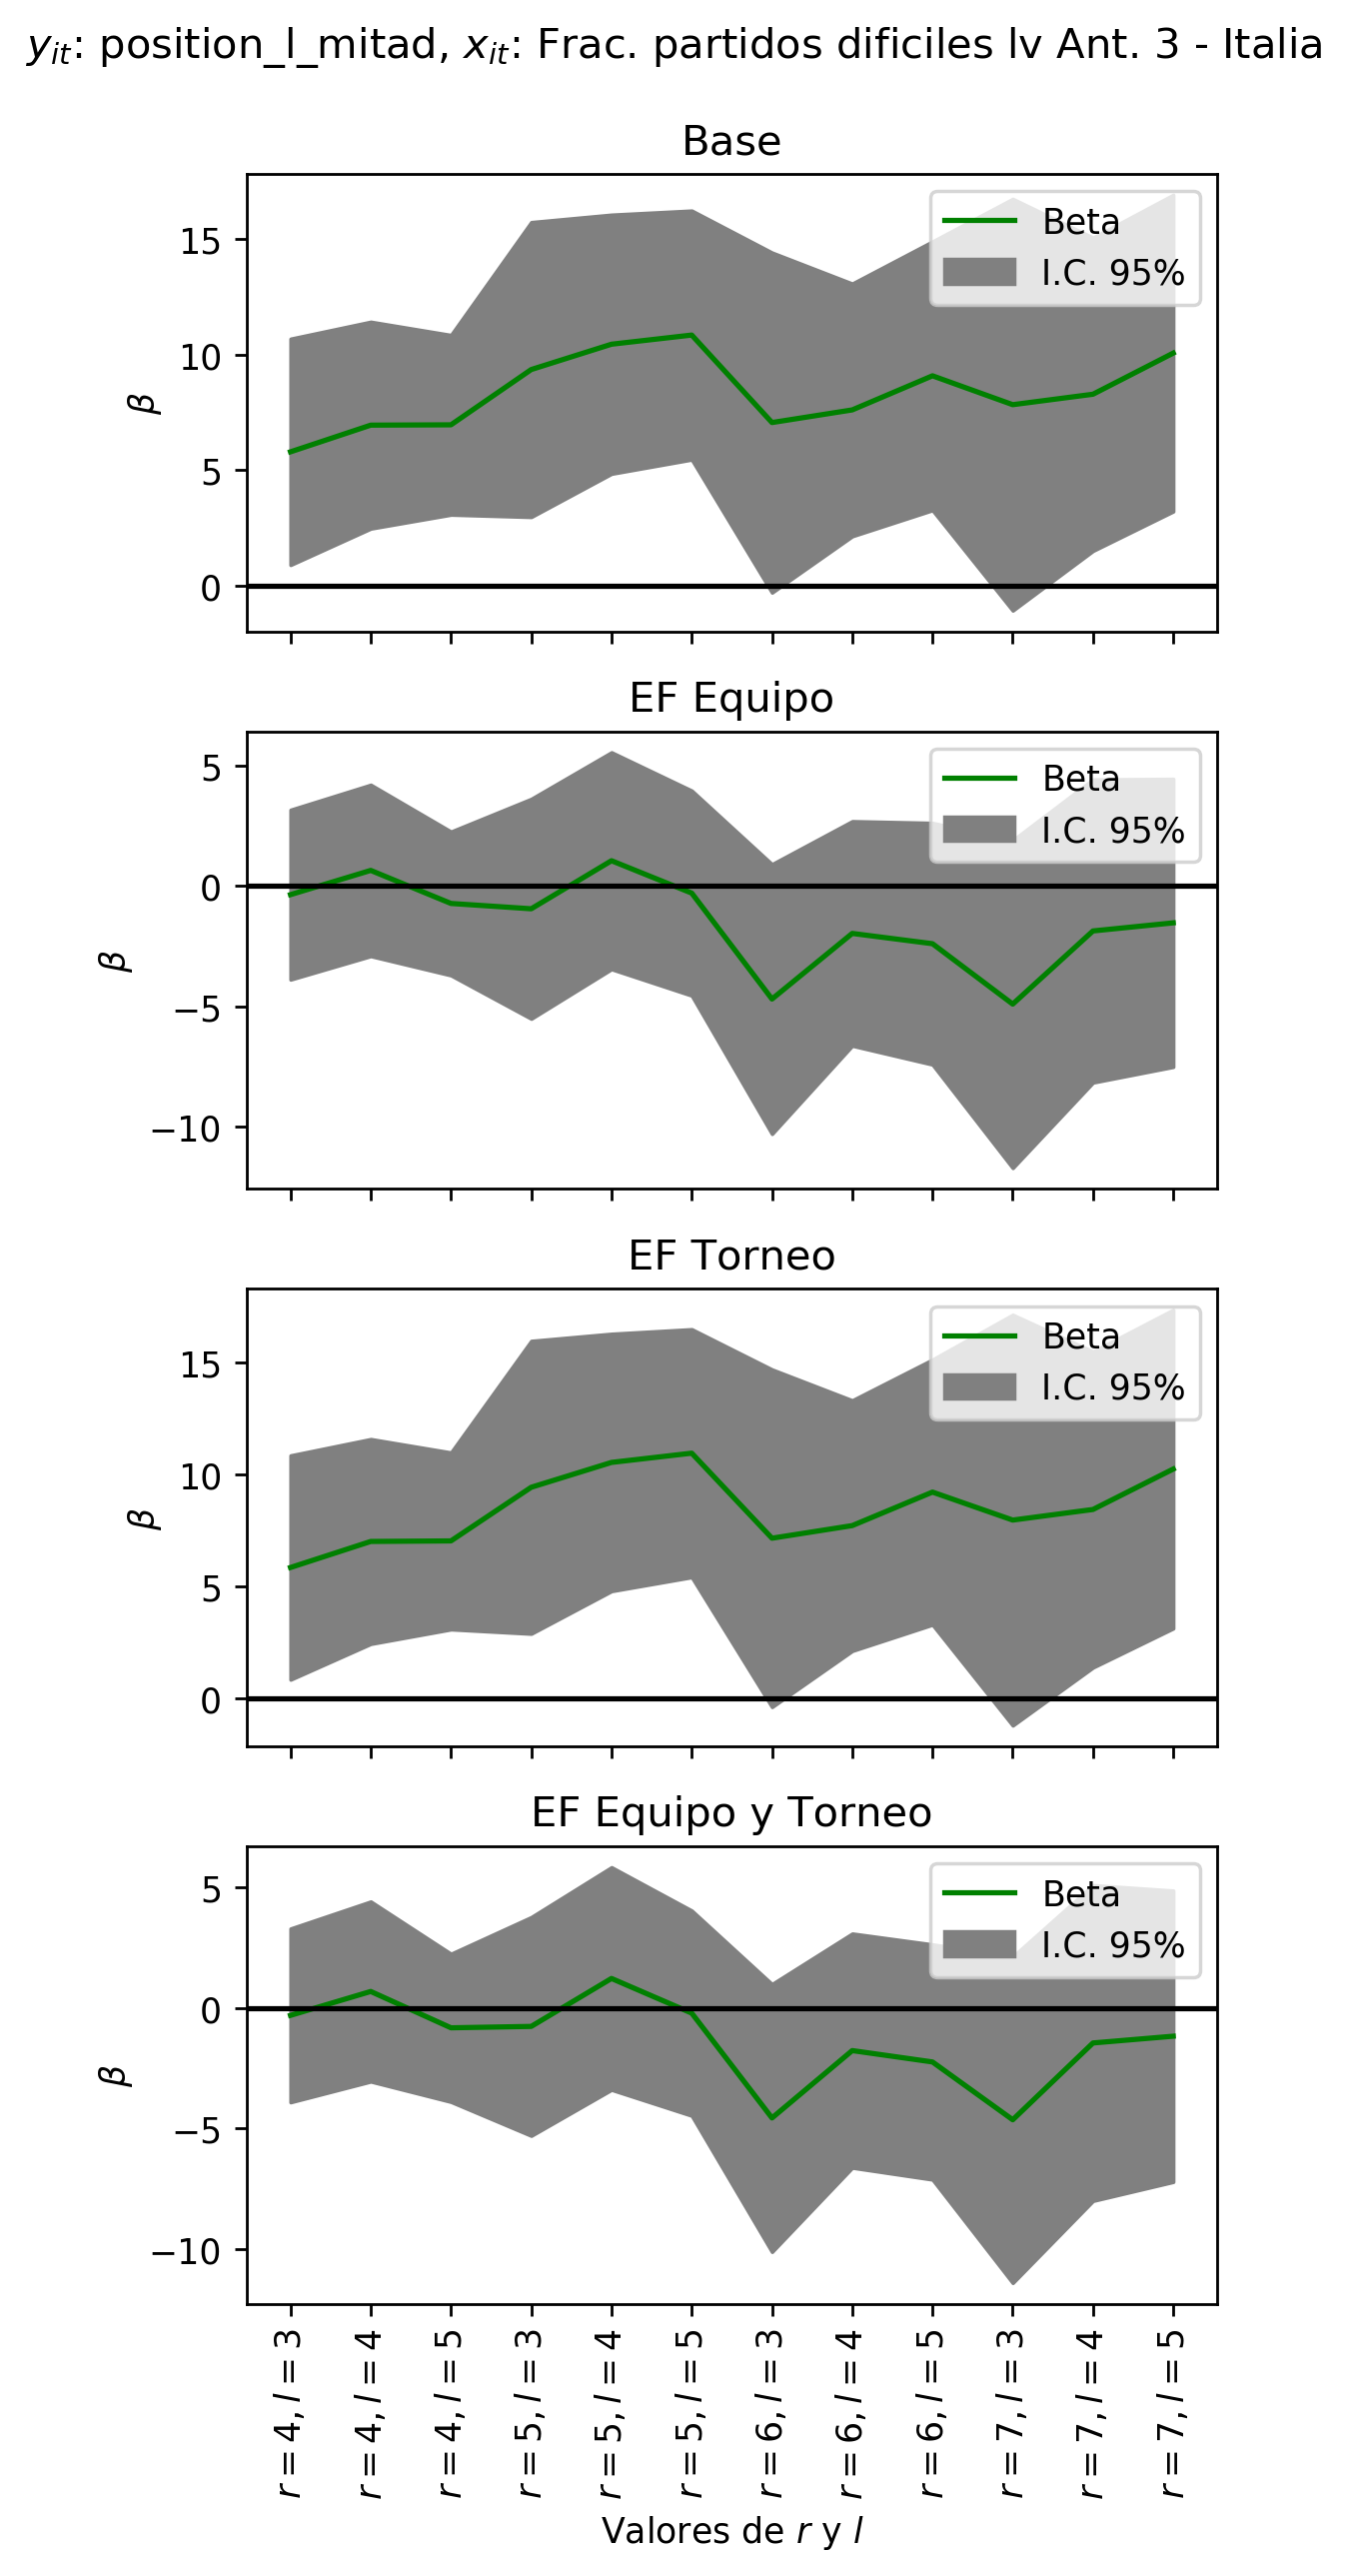 y_it: position_l_mitad, x_it: Frac. partidos dificiles lv Ant. 3 - Italia
Base
15
10
5
0
β
Beta
I.C. 95%
EF Equipo
5
0
−5
−10
β
Beta
I.C. 95%
EF Torneo
15
10
5
0
β
Beta
I.C. 95%
EF Equipo y Torneo
5
0
−5
−10
β
Beta
I.C. 95%
r = 4, l = 3
r = 4, l = 4
r = 4, l = 5
r = 5, l = 3
r = 5, l = 4
r = 5, l = 5
r = 6, l = 3
r = 6, l = 4
r = 6, l = 5
r = 7, l = 3
r = 7, l = 4
r = 7, l = 5
Valores de r y l